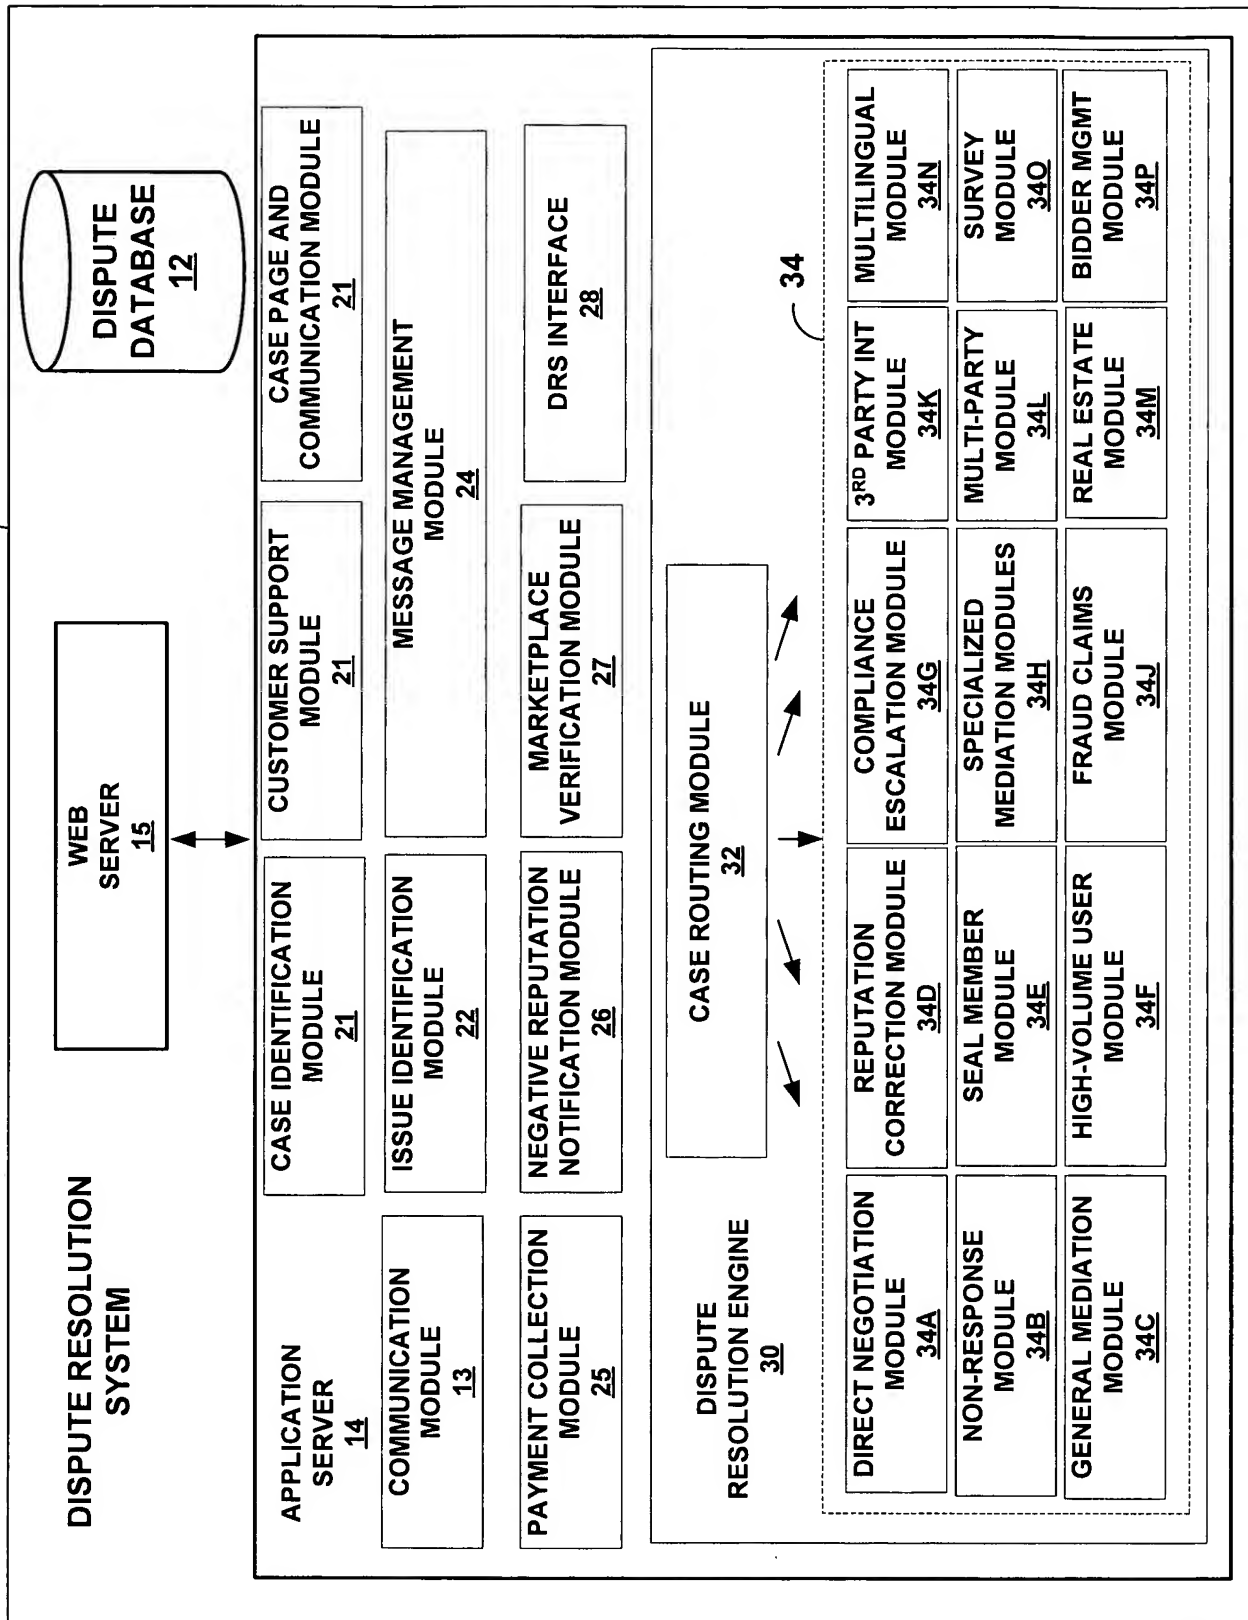 DISPUTE RESOLUTION
SYSTEM
WEB
SERVER
15
DISPUTE
DATABASE
12
APPLICATION
SERVER
14
CASE IDENTIFICATION
MODULE
21
CUSTOMER SUPPORT
MODULE
21
CASE PAGE AND
COMMUNICATION MODULE
21
COMMUNICATION
MODULE
13
ISSUE IDENTIFICATION
MODULE
22
MESSAGE MANAGEMENT
MODULE
24
PAYMENT COLLECTION
MODULE
25
NEGATIVE REPUTATION
NOTIFICATION MODULE
26
MARKETPLACE
VERIFICATION MODULE
27
DRS INTERFACE
28
DISPUTE
RESOLUTION ENGINE
30
CASE ROUTING MODULE
32
34
DIRECT NEGOTIATION
MODULE
34A
REPUTATION
CORRECTION MODULE
34D
COMPLIANCE
ESCALATION MODULE
34G
3RD PARTY INT
MODULE
34K
MULTILINGUAL
MODULE
34N
NON-RESPONSE
MODULE
34B
SEAL MEMBER
MODULE
34E
SPECIALIZED
MEDIATION MODULES
34H
MULTI-PARTY
MODULE
34L
SURVEY
MODULE
34O
GENERAL MEDIATION
MODULE
34C
HIGH-VOLUME USER
MODULE
34F
FRAUD CLAIMS
MODULE
34J
REAL ESTATE
MODULE
34M
BIDDER MGMT
MODULE
34P